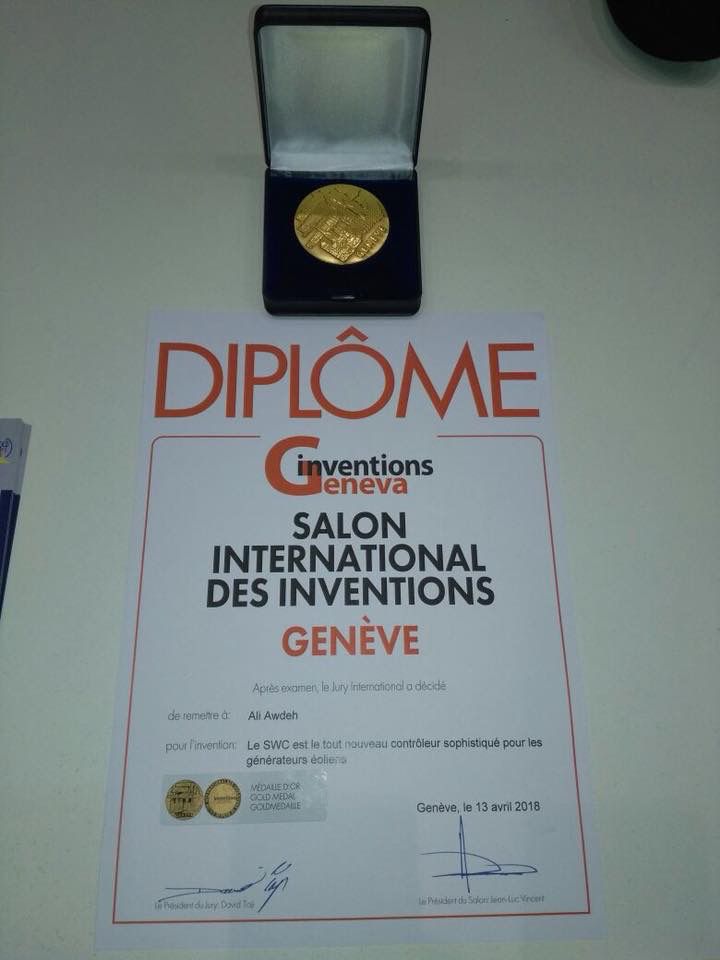 GENEVE
DIPLÔME
inventions
Geneva
SALON
INTERNATIONAL
DES INVENTIONS
GENÈVE
Après examen, le Jury International a décidé
de remettre à: Ali Awdeh
pour l'invention: Le SWC est le tout nouveau contrôleur sophistiqué pour les
générateurs éoliens
MÉDAILLE D'OR
GOLD MEDAL
GOLDMEDAILLE
Genève, le 13 avril 2018
Le Président du Jury: David Taji
Le Président du Salon: Jean-Luc Vincent